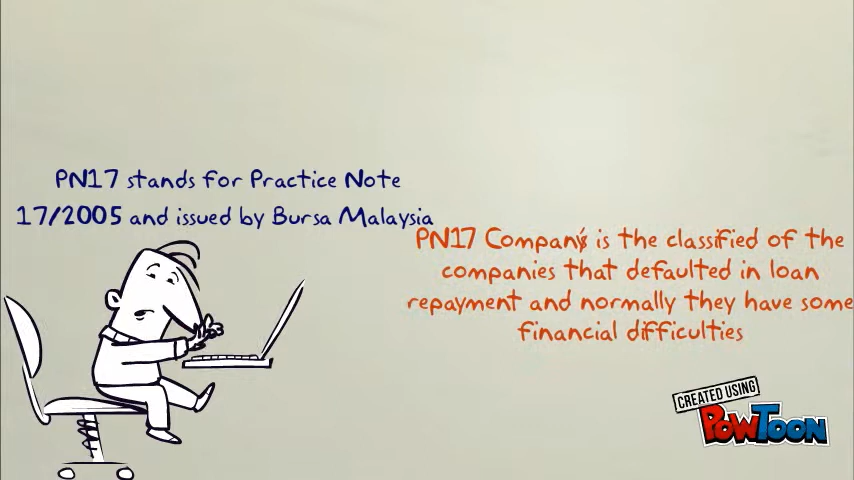 PN17 stands for Practice Note
17/2005 and issued by Bursa Malaysia
PN17 Company's is the classified of the
companies that defaulted in loan
repayment and normally they have some
financial difficulties
CREATED USING
POWTOON